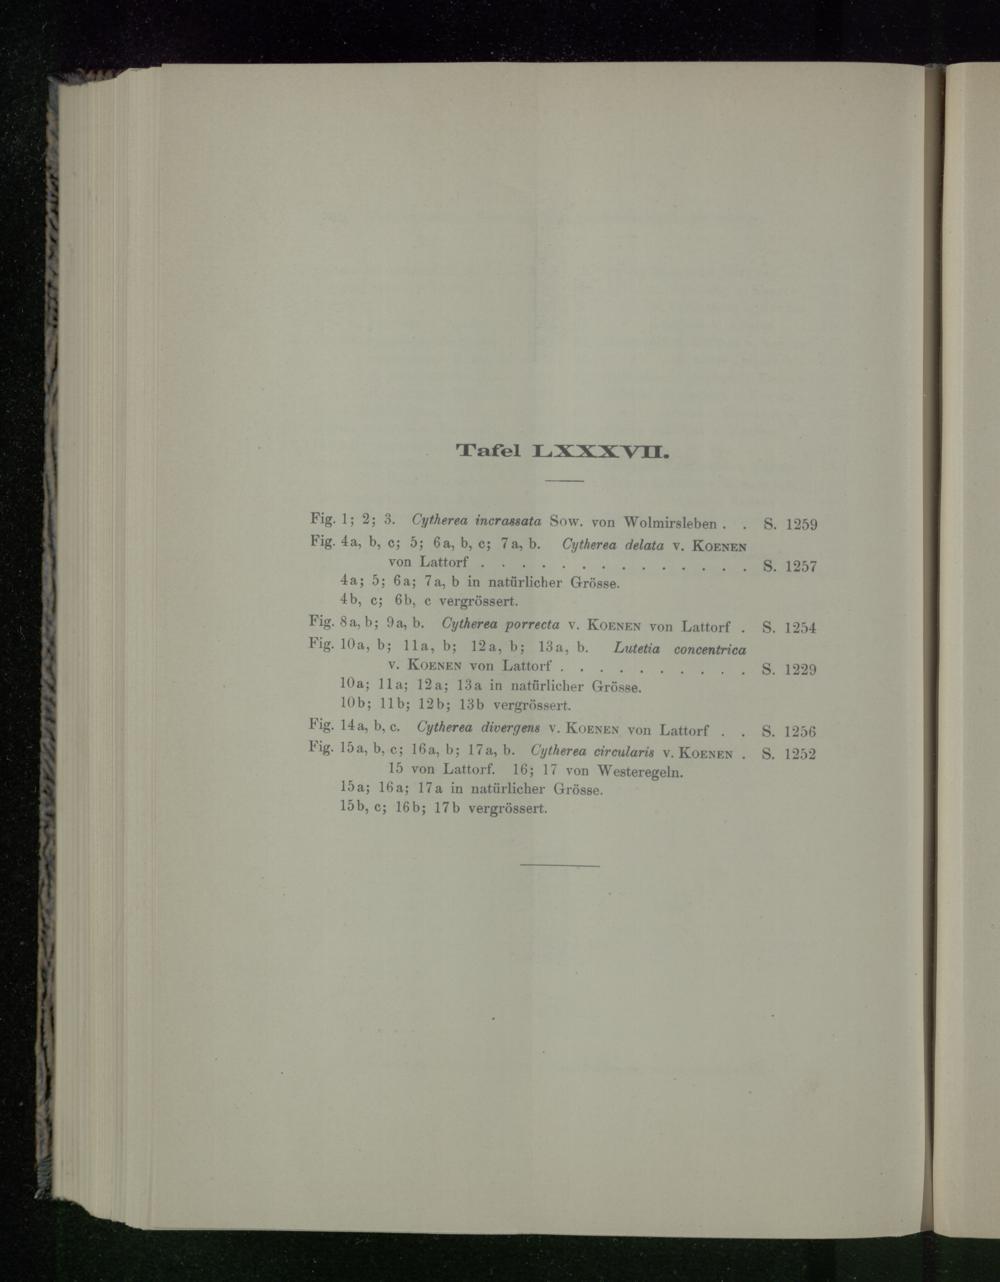 Tafel LXXXVII.
Fig. 1; 2; 3. Cytherea incrassata Sow. von Wolmirsleben . . S. 1259
Fig. 4a, b, c; 5; 6a, b, c; 7a, b. Cytherea delata v. Koenen
von Lattorf . . . . . . . . . . . . . . S. 1257
4a; 5; 6a; 7a, b in natürlicher Grösse.
4b, c; 6b, c vergrössert.
Fig. 8a, b; 9a, b. Cytherea porrecta v. Koenen von Lattorf . S. 1254
Fig. 10a, b; 11a, b; 12a, b; 13a, b. Lutetia concentrica
v. Koenen von Lattorf . . . . . . . . . . S. 1229
10a; 11a; 12a; 13a in natürlicher Grösse.
10b; 11b; 12b; 13b vergrössert.
Fig. 14a, b, c. Cytherea divergens v. Koenen von Lattorf . . S. 1256
Fig. 15a, b, c; 16a, b; 17a, b. Cytherea circularis v. Koenen . S. 1252
15 von Lattorf. 16; 17 von Westeregeln.
15a; 16a; 17a in natürlicher Grösse.
15b, c; 16b; 17b vergrössert.